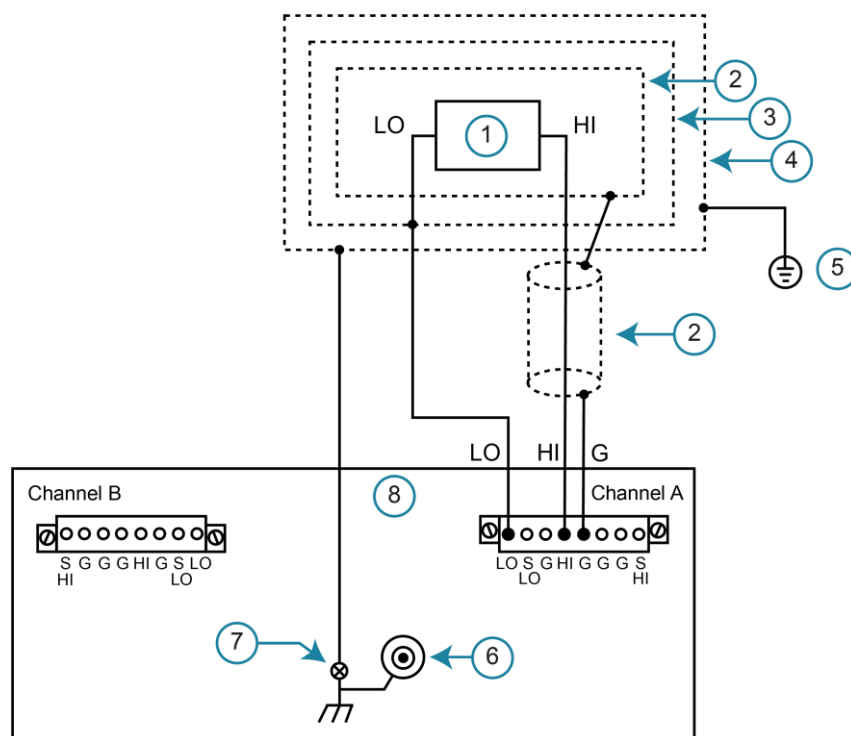 2
LO
1
HI
3
4
5
2
LO HI G
Channel B
8
Channel A
S G G G HI G S LO
HI LO
LO S G HI G G G S
LO HI
7
6